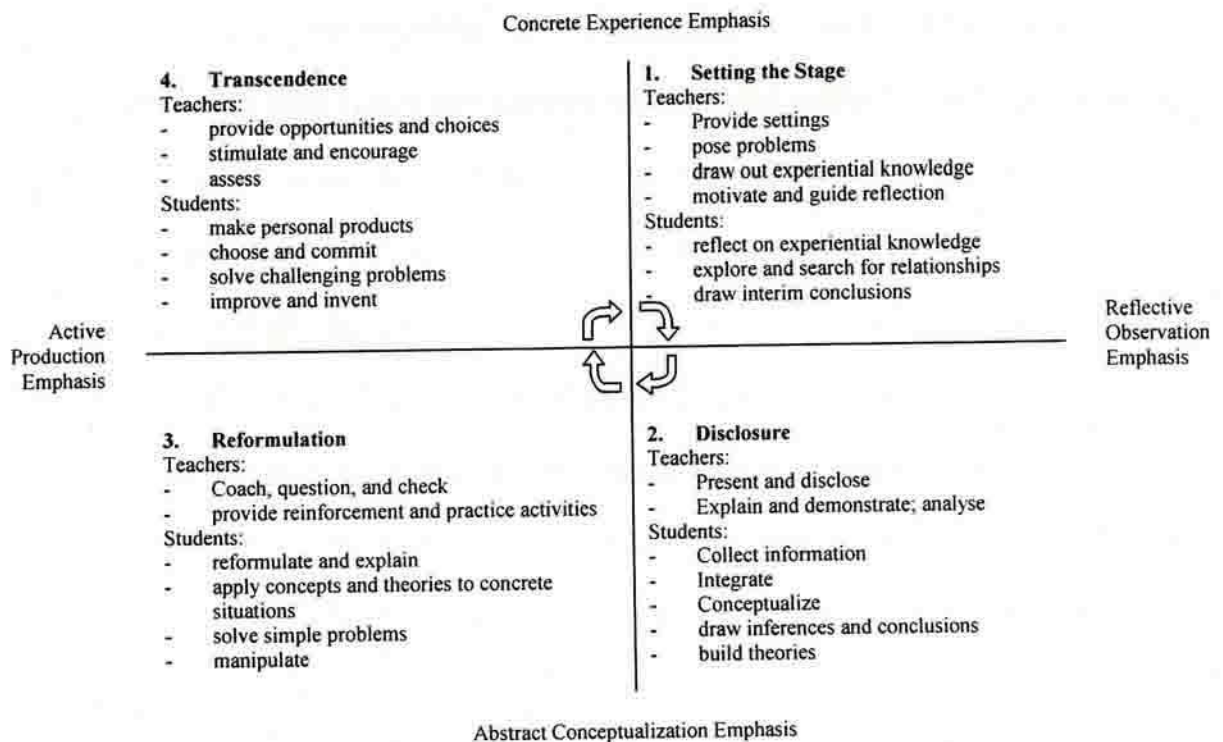 Concrete Experience Emphasis
4. Transcendence
Teachers:
- provide opportunities and choices
- stimulate and encourage
- assess
Students:
- make personal products
- choose and commit
- solve challenging problems
- improve and invent
1. Setting the Stage
Teachers:
- Provide settings
- pose problems
- draw out experiential knowledge
- motivate and guide reflection
Students:
- reflect on experiential knowledge
- explore and search for relationships
- draw interim conclusions
Active
Production
Emphasis
Reflective
Observation
Emphasis
3. Reformulation
Teachers:
- Coach, question, and check
- provide reinforcement and practice activities
Students:
- reformulate and explain
- apply concepts and theories to concrete
situations
- solve simple problems
- manipulate
2. Disclosure
Teachers:
- Present and disclose
- Explain and demonstrate; analyse
Students:
- Collect information
- Integrate
- Conceptualize
- draw inferences and conclusions
- build theories
Abstract Conceptualization Emphasis